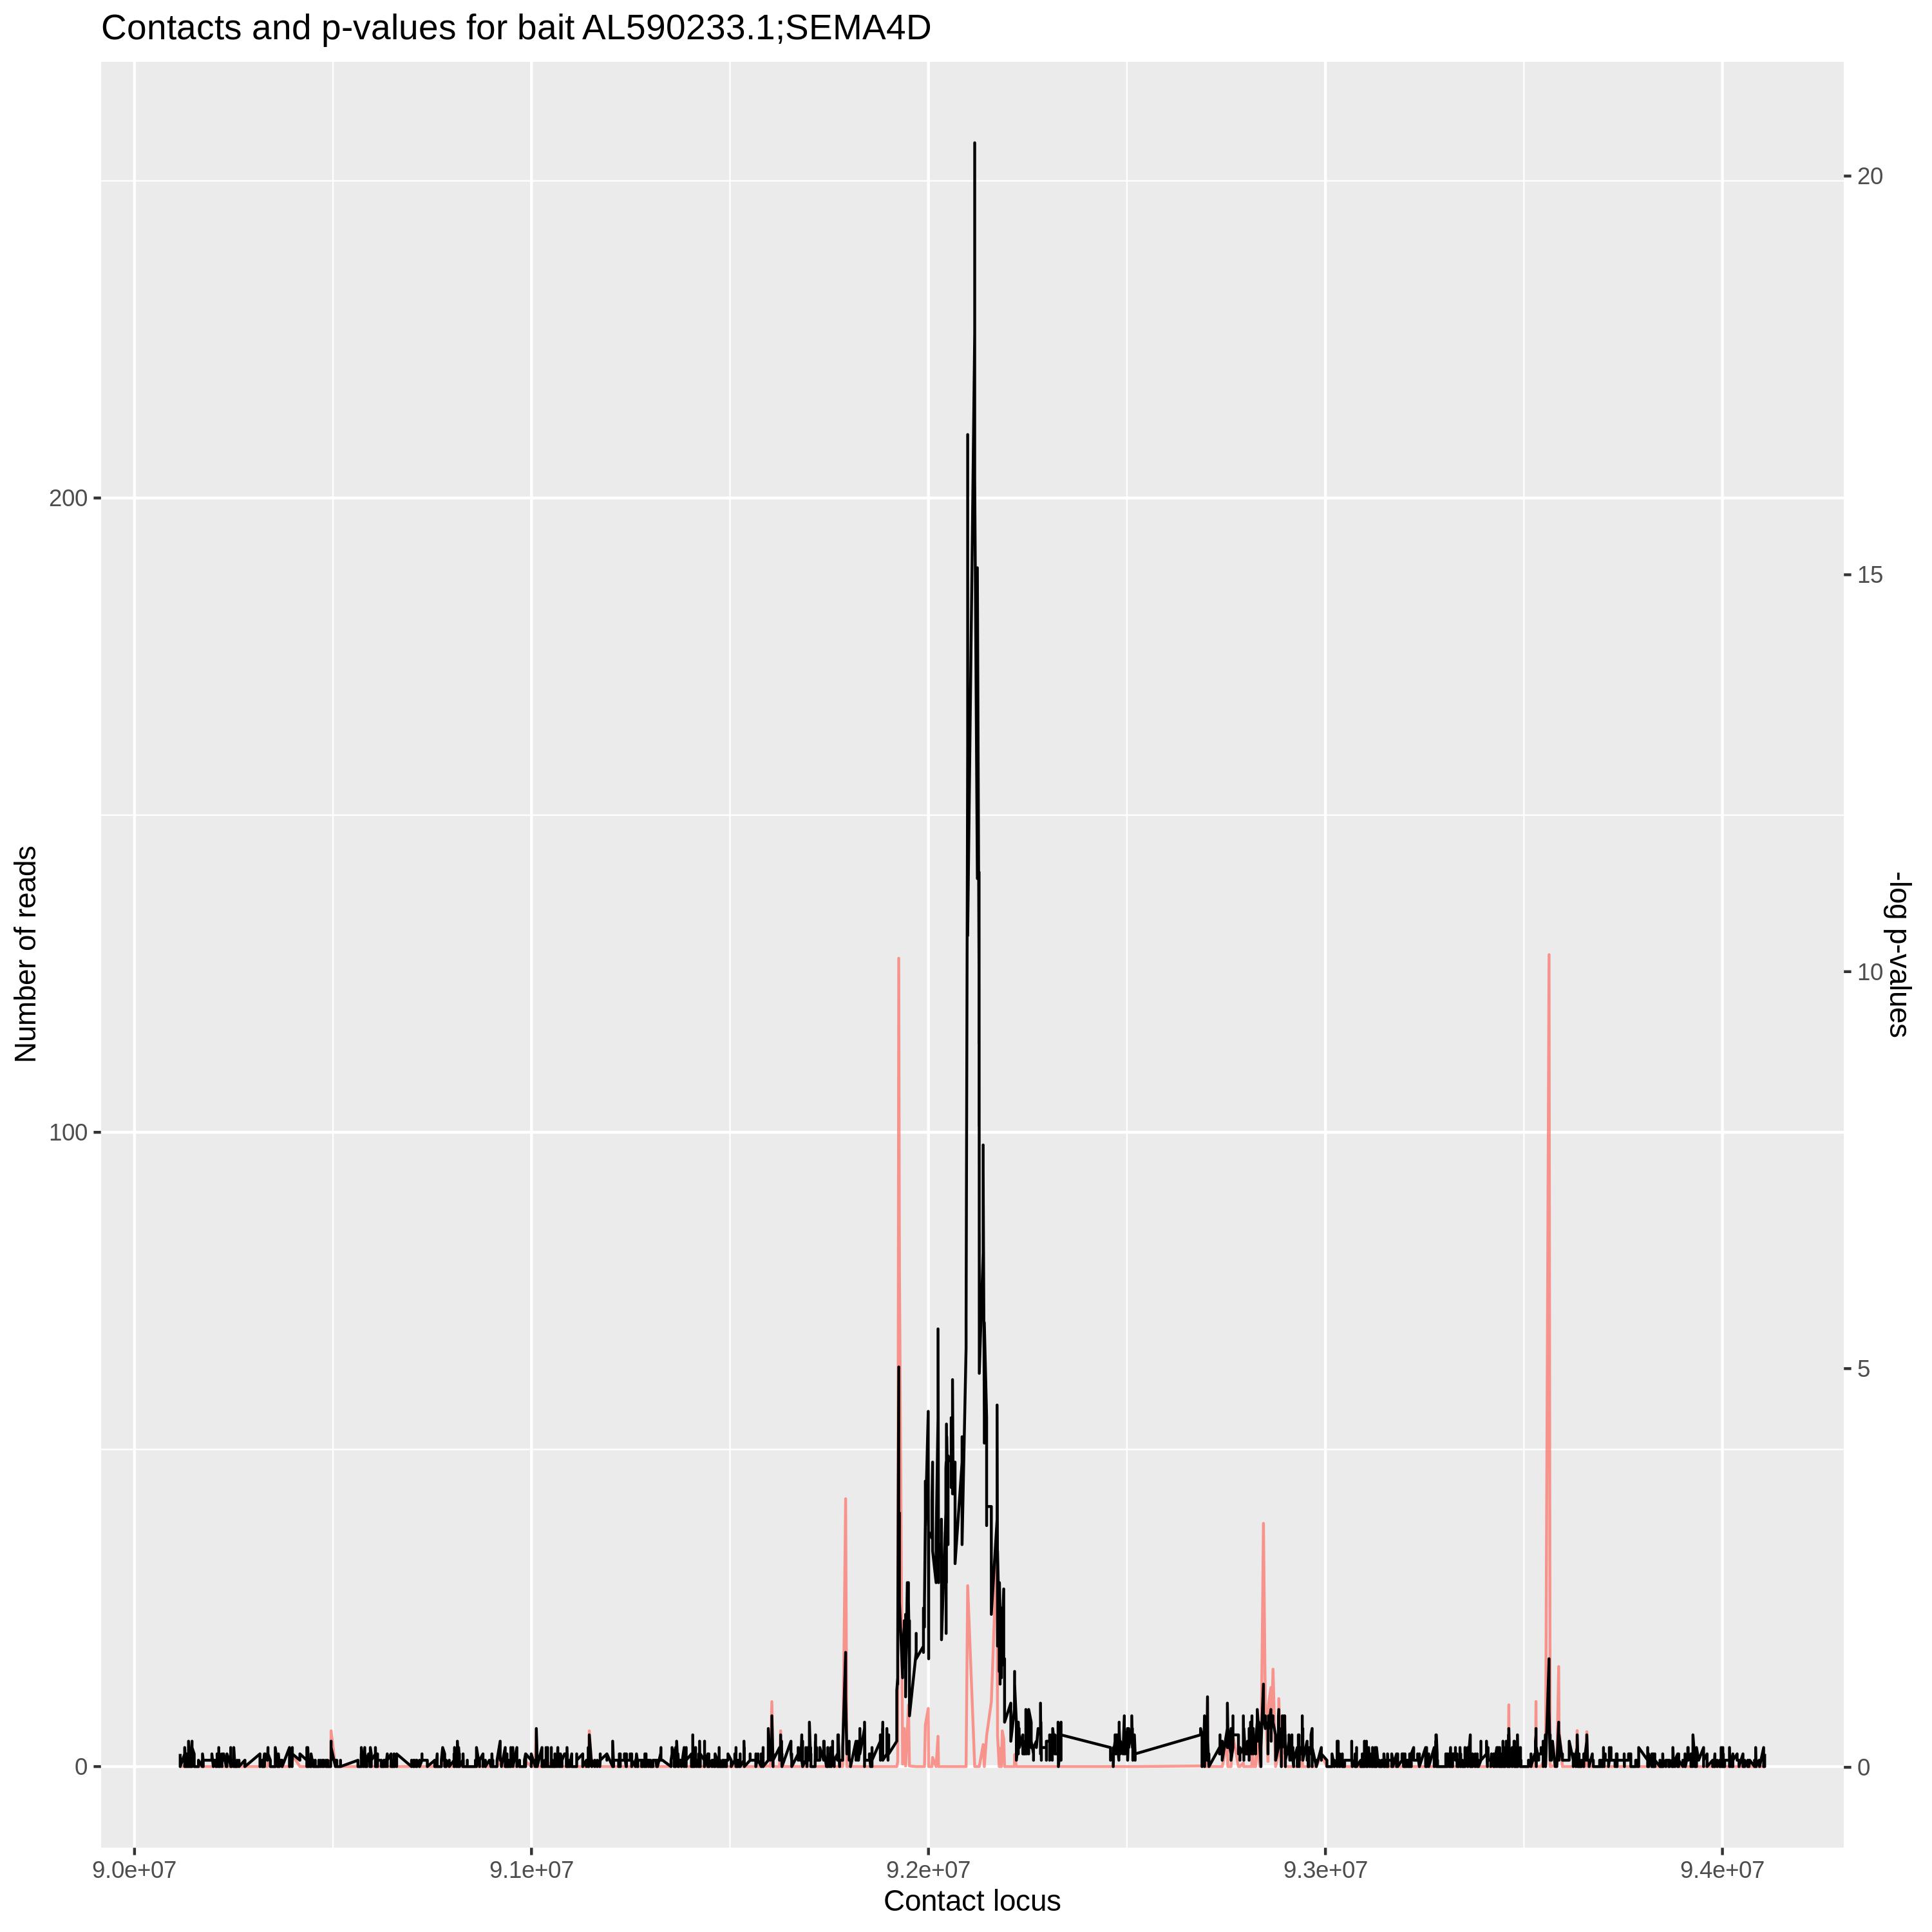 Contacts and p-values for bait AL590233.1;SEMA4D
Number of reads
200
100
0
20
15
10
5
0
-log p-values
9.0e+07
9.1e+07
9.2e+07
9.3e+07
9.4e+07
Contact locus